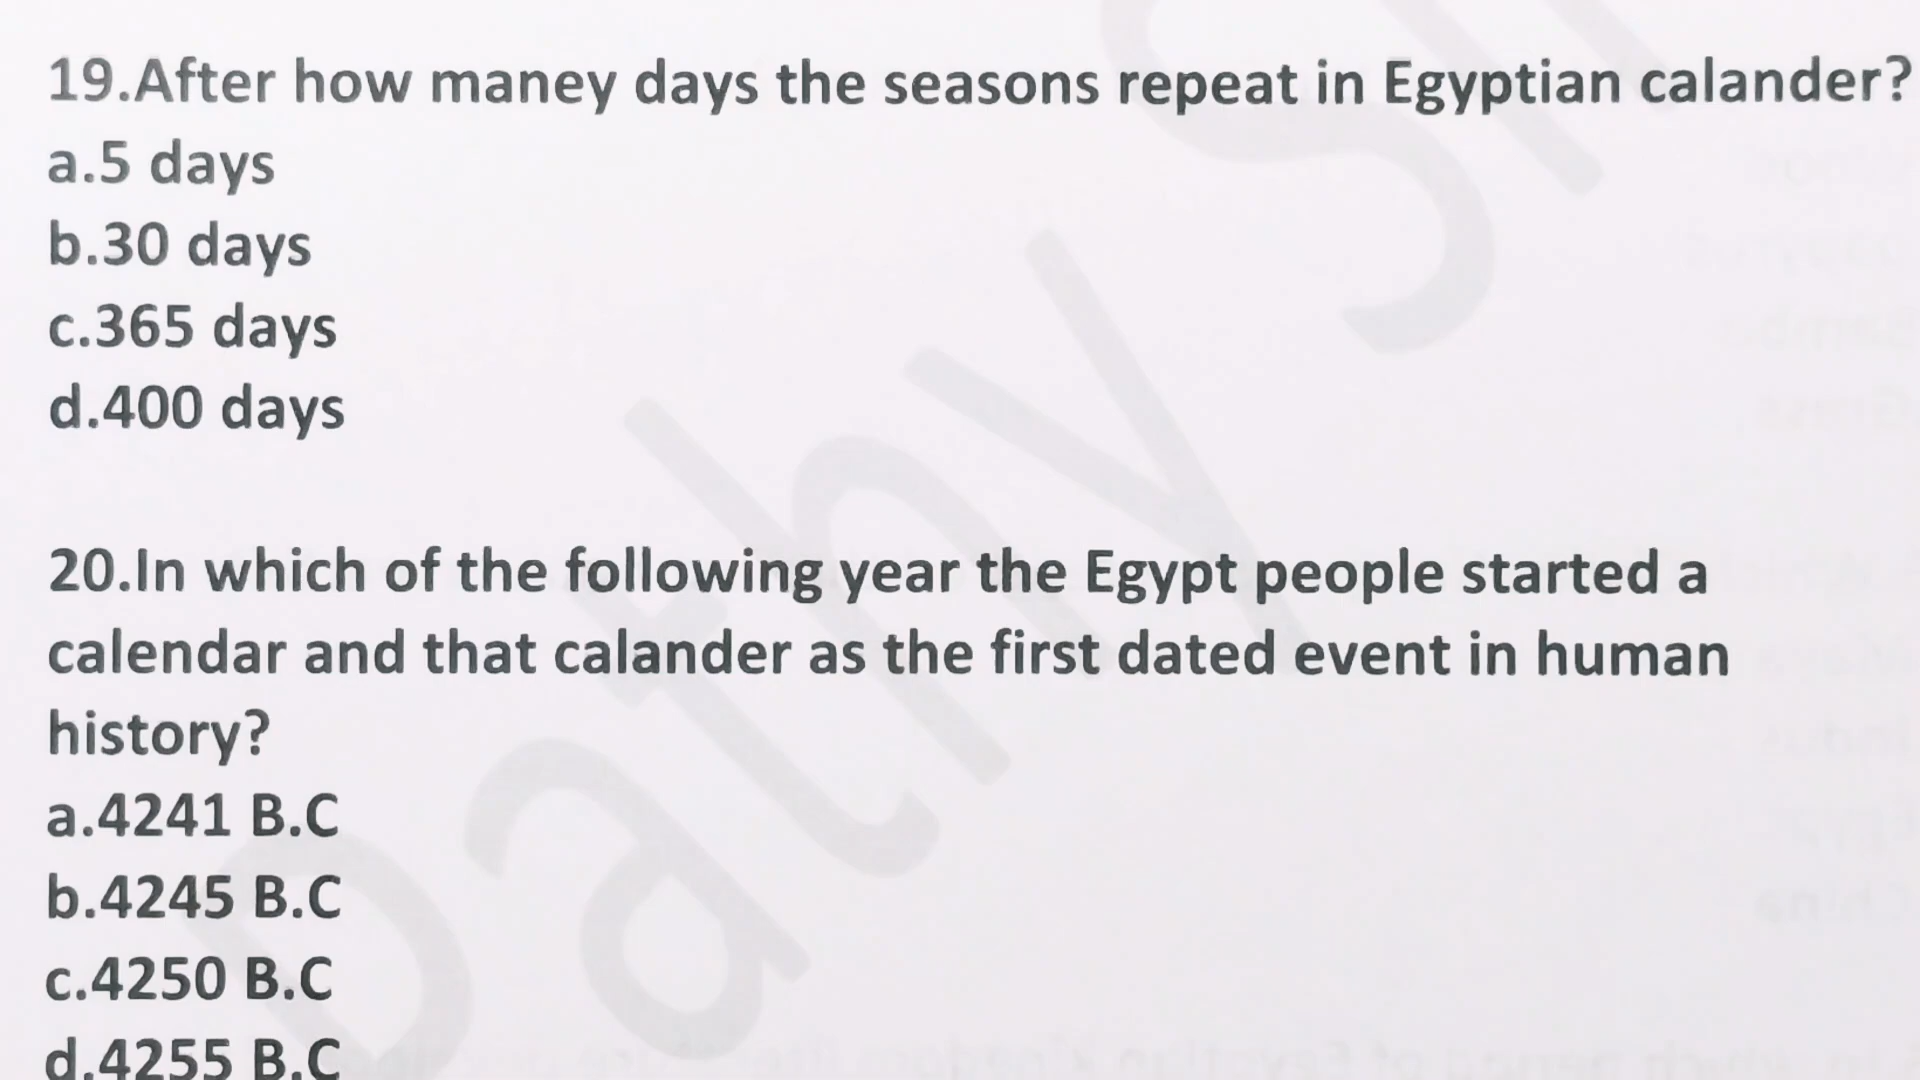 19.After how maney days the seasons repeat in Egyptian calander?
a.5 days
b.30 days
c.365 days
d.400 days
20.In which of the following year the Egypt people started a
calendar and that calander as the first dated event in human
history?
a.4241 B.C
b.4245 B.C
c.4250 B.C
d.4255 B.C